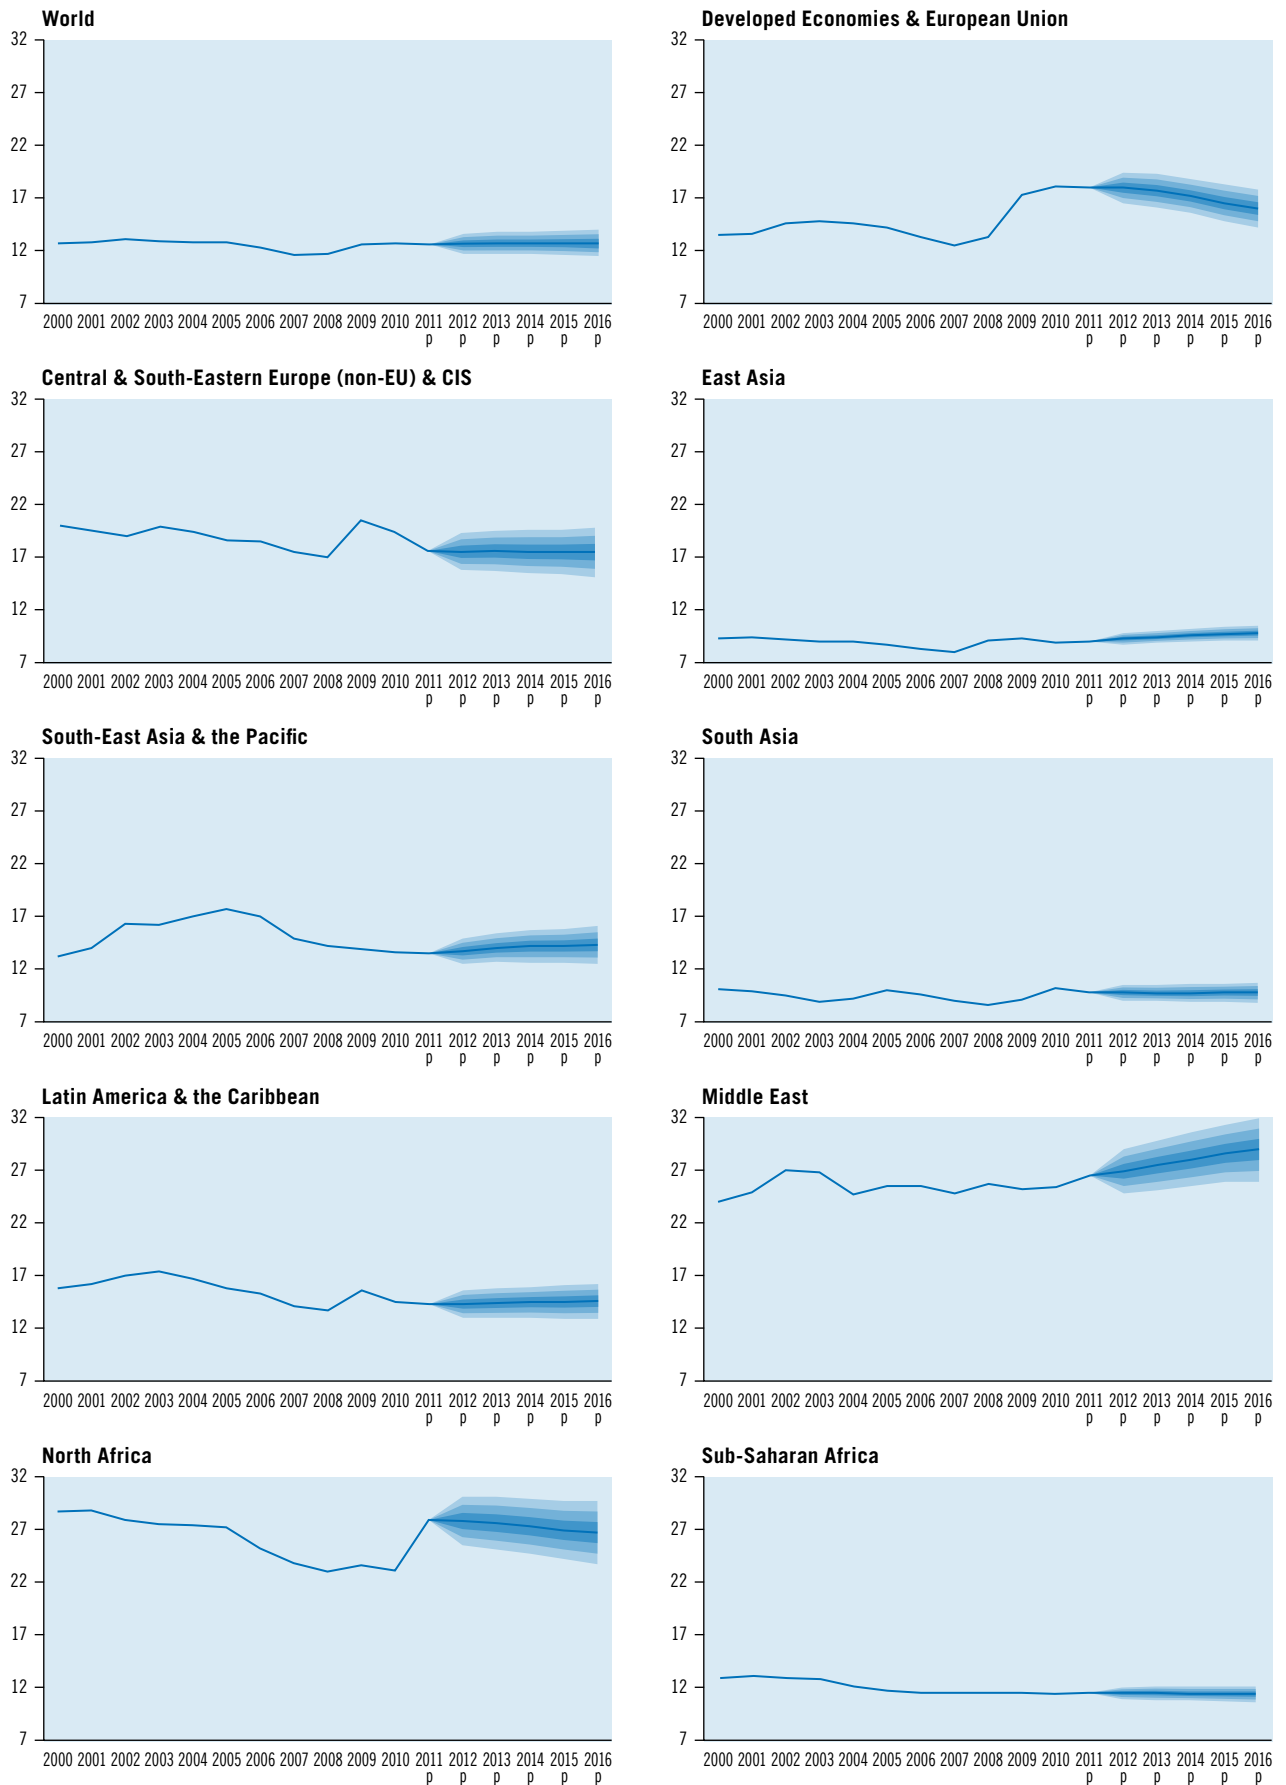 World
32
27
22
17
12
7
2000 2001 2002 2003 2004 2005 2006 2007 2008 2009 2010 2011 2012 2013 2014 2015 2016
p p p p p p
Developed Economies & European Union
32
27
22
17
12
7
2000 2001 2002 2003 2004 2005 2006 2007 2008 2009 2010 2011 2012 2013 2014 2015 2016
p p p p p p
Central & South-Eastern Europe (non-EU) & CIS
32
27
22
17
12
7
2000 2001 2002 2003 2004 2005 2006 2007 2008 2009 2010 2011 2012 2013 2014 2015 2016
p p p p p p
East Asia
32
27
22
17
12
7
2000 2001 2002 2003 2004 2005 2006 2007 2008 2009 2010 2011 2012 2013 2014 2015 2016
p p p p p p
South-East Asia & the Pacific
32
27
22
17
12
7
2000 2001 2002 2003 2004 2005 2006 2007 2008 2009 2010 2011 2012 2013 2014 2015 2016
p p p p p p
South Asia
32
27
22
17
12
7
2000 2001 2002 2003 2004 2005 2006 2007 2008 2009 2010 2011 2012 2013 2014 2015 2016
p p p p p p
Latin America & the Caribbean
32
27
22
17
12
7
2000 2001 2002 2003 2004 2005 2006 2007 2008 2009 2010 2011 2012 2013 2014 2015 2016
p p p p p p
Middle East
32
27
22
17
12
7
2000 2001 2002 2003 2004 2005 2006 2007 2008 2009 2010 2011 2012 2013 2014 2015 2016
p p p p p p
North Africa
32
27
22
17
12
7
2000 2001 2002 2003 2004 2005 2006 2007 2008 2009 2010 2011 2012 2013 2014 2015 2016
p p p p p p
Sub-Saharan Africa
32
27
22
17
12
7
2000 2001 2002 2003 2004 2005 2006 2007 2008 2009 2010 2011 2012 2013 2014 2015 2016
p p p p p p